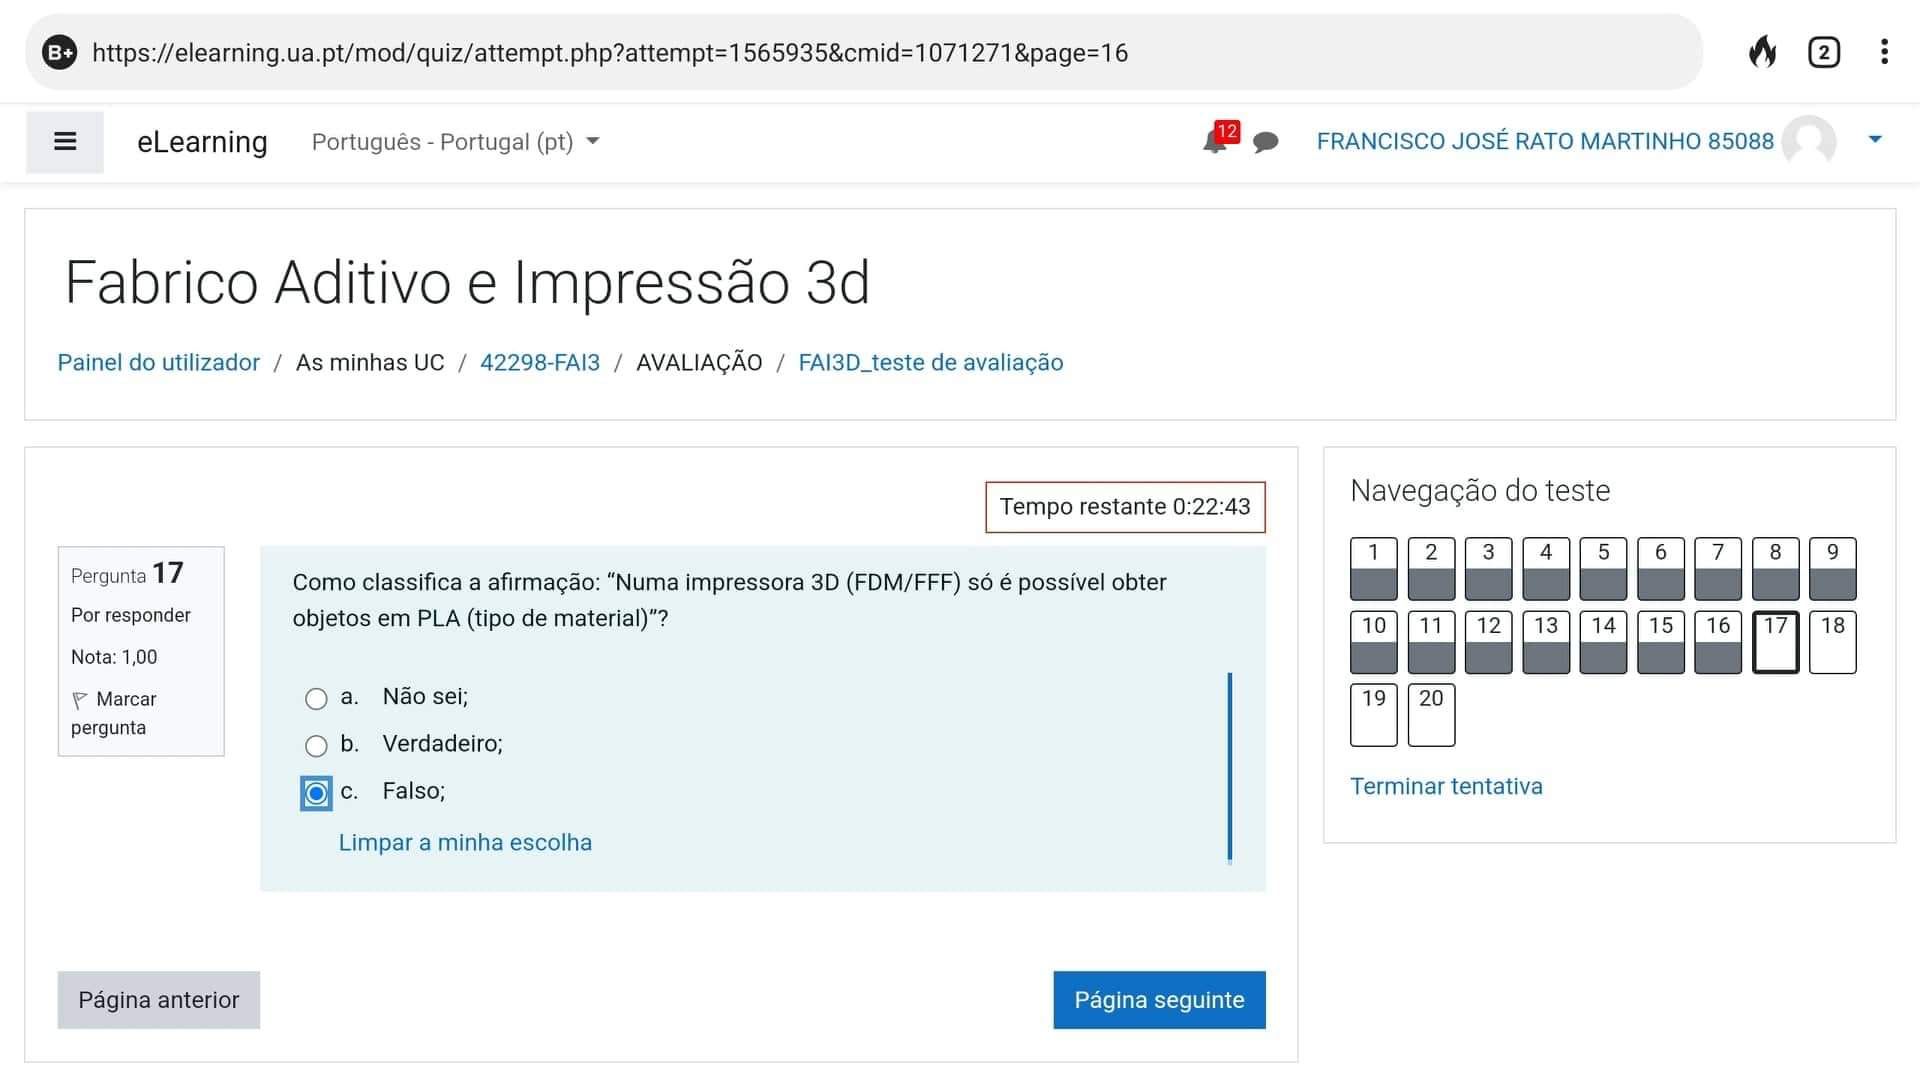 B+ https://elearning.ua.pt/mod/quiz/attempt.php?attempt=1565935&cmid=1071271&page=16 2
eLearning Português - Portugal (pt) 12 FRANCISCO JOSÉ RATO MARTINHO 85088
Fabrico Aditivo e Impressão 3d
Painel do utilizador / As minhas UC / 42298-FAI3 / AVALIAÇÃO / FAI3D_teste de avaliação
Tempo restante 0:22:43
Pergunta 17
Por responder
Nota: 1,00
Marcar
pergunta
Como classifica a afirmação: “Numa impressora 3D (FDM/FFF) só é possível obter
objetos em PLA (tipo de material)”?
a. Não sei;
b. Verdadeiro;
c. Falso;
Limpar a minha escolha
Página anterior
Página seguinte
Navegação do teste
1 2 3 4 5 6 7 8 9
10 11 12 13 14 15 16 17 18
19 20
Terminar tentativa